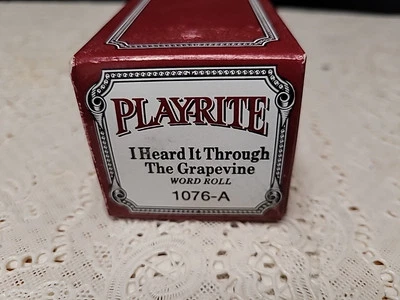 PLAY-RITE
I Heard It Through
The Grapevine
WORD ROLL
1076-A